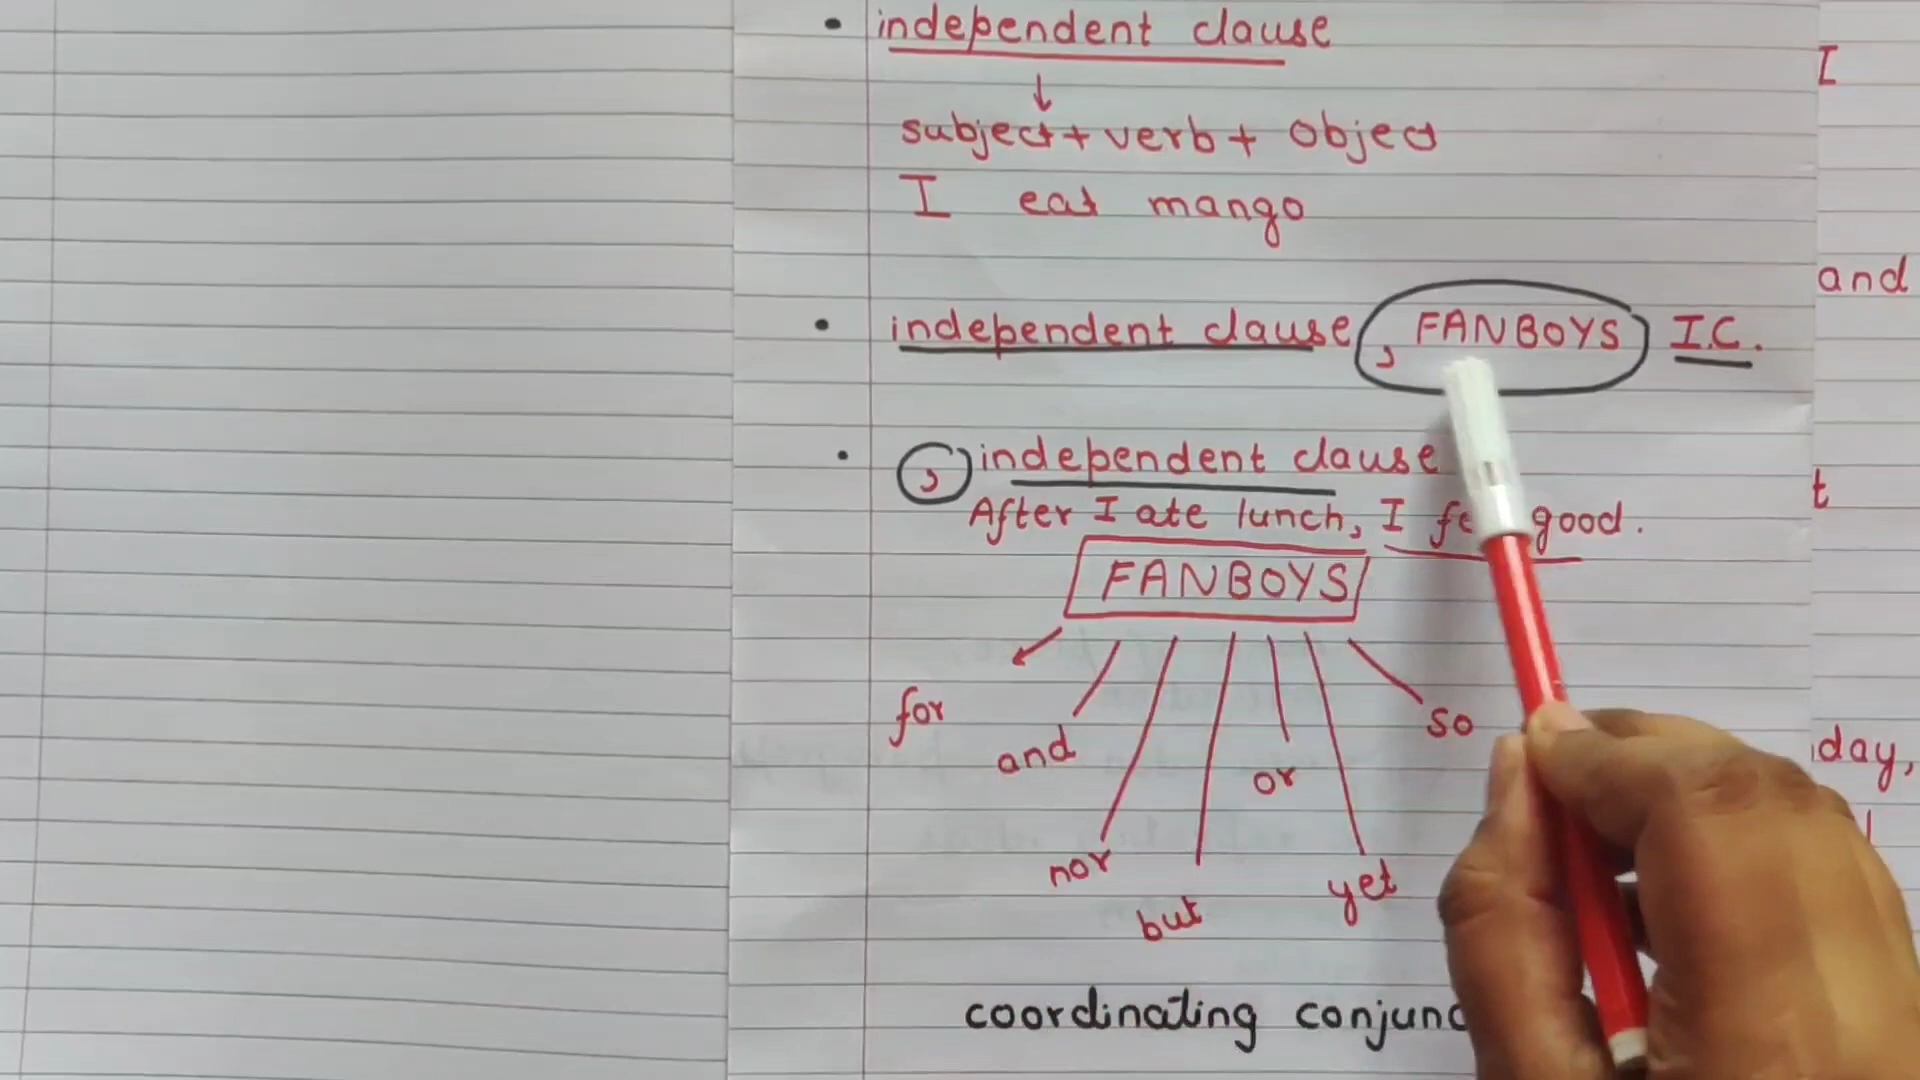 • independent clause
↓
subject + verb + object
I eat mango
• independent clause , FANBOYS I.C.
• , independent clause
After I ate lunch, I good.
FANBOYS
for
and
nor
but
or
yet
so
coordinating
I
and
t
day,